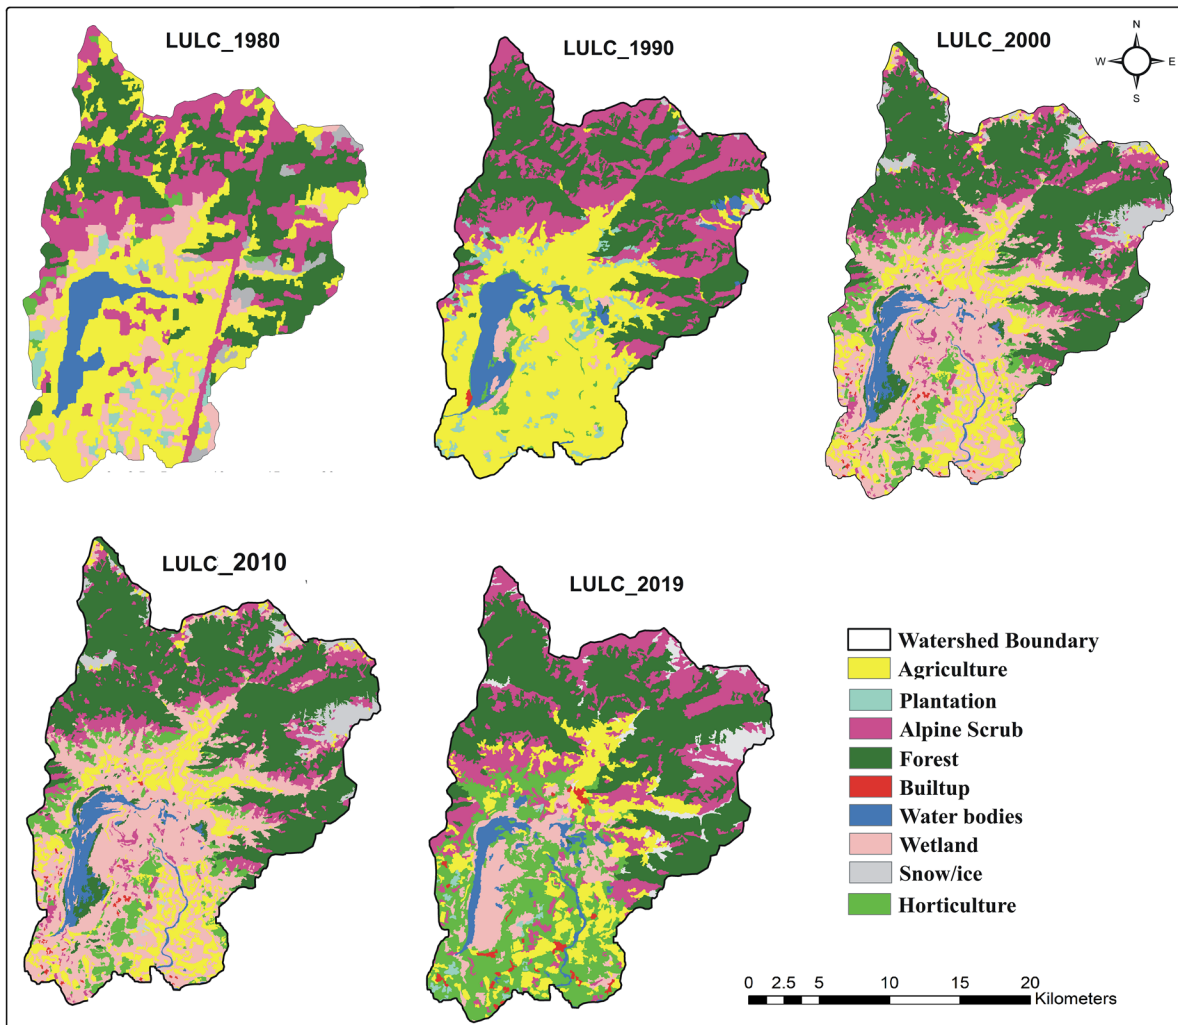 LULC_1980
LULC_1990
LULC_2000
N
W
E
S
LULC_2010
LULC_2019
Watershed Boundary
Agriculture
Plantation
Alpine Scrub
Forest
Builtup
Water bodies
Wetland
Snow/ice
Horticulture
0 2.5 5 10 15 20
Kilometers